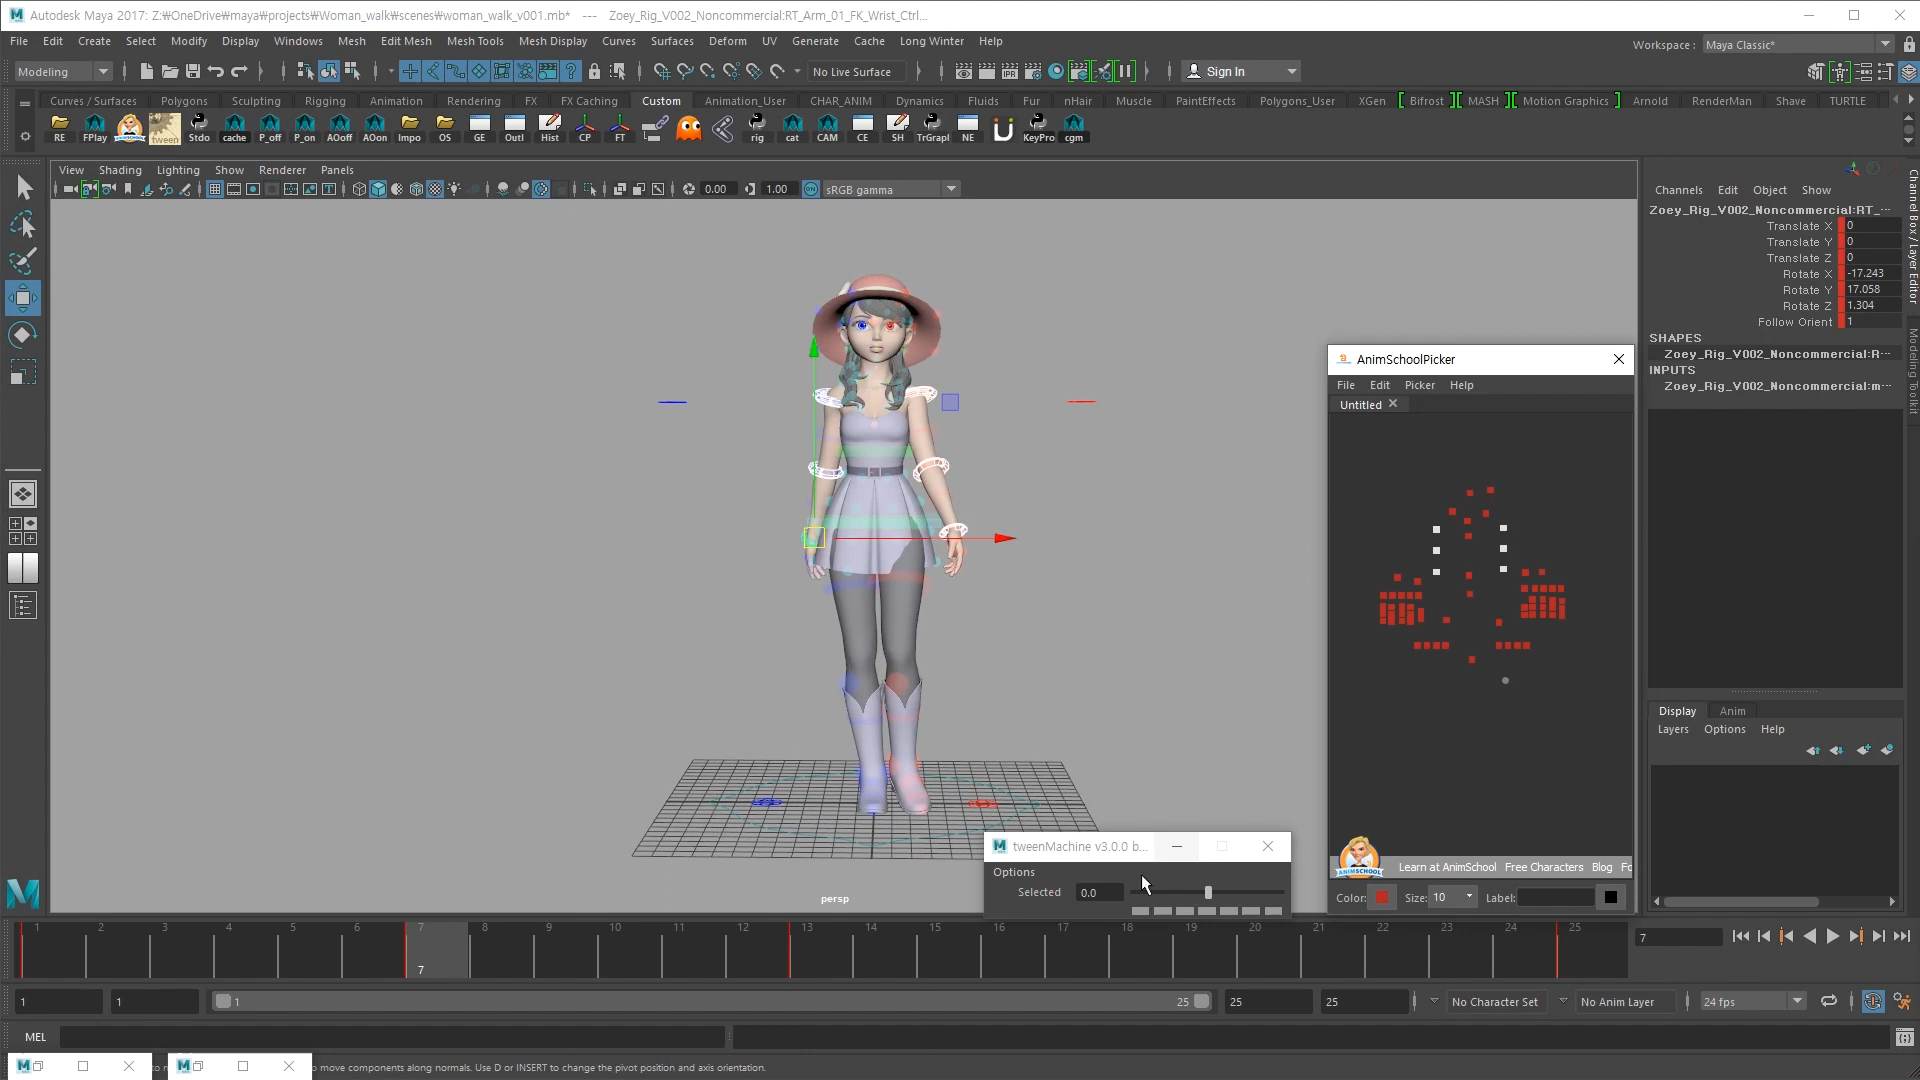 Autodesk Maya 2017: Z:₩OneDrive₩maya₩projects₩Woman_walk₩scenes₩woman_walk_v001.mb* --- Zoey_Rig_V002_Noncommercial:RT_Arm_01_FK_Wrist_Ctrl...
File Edit Create Select Modify Display Windows Mesh Edit Mesh Mesh Tools Mesh Display Curves Surfaces Deform UV Generate Cache Long Winter Help
Workspace : Maya Classic*
Modeling No Live Surface IPR Sign In
Curves / Surfaces Polygons Sculpting Rigging Animation Rendering FX FX Caching Custom Animation_User CHAR_ANIM Dynamics Fluids Fur nHair Muscle PaintEffects Polygons_User XGen Bifrost MASH Motion Graphics Arnold RenderMan Shave TURTLE
RE FPlay tween Stdo cache P_off P_on AOoff AOon Impo OS GE Outl Hist CP FT rig cat CAM CE SH TrGrapl NE KeyPro cgm
View Shading Lighting Show Renderer Panels
0.00 1.00 ON sRGB gamma
Channels Edit Object Show
Zoey_Rig_V002_Noncommercial:RT_...
Translate X 0
Translate Y 0
Translate Z 0
Rotate X -17.243
Rotate Y 17.058
Rotate Z 1.304
Follow Orient 1
SHAPES
Zoey_Rig_V002_Noncommercial:R...
INPUTS
Zoey_Rig_V002_Noncommercial:m...
Channel Box / Layer Editor
Modeling Toolkit
AnimSchoolPicker
File Edit Picker Help
Untitled
ANIMSCHOOL
Learn at AnimSchool Free Characters Blog Fo
Color: Size: 10 Label:
Display Anim
Layers Options Help
tweenMachine v3.0.0 b...
Options
Selected 0.0
persp
1 2 3 4 5 6 7 8 9 10 11 12 13 14 15 16 17 18 19 20 21 22 23 24 25
7
7
1 1 1 25 25 25 No Character Set No Anim Layer 24 fps
MEL
move components along normals. Use D or INSERT to change the pivot position and axis orientation.